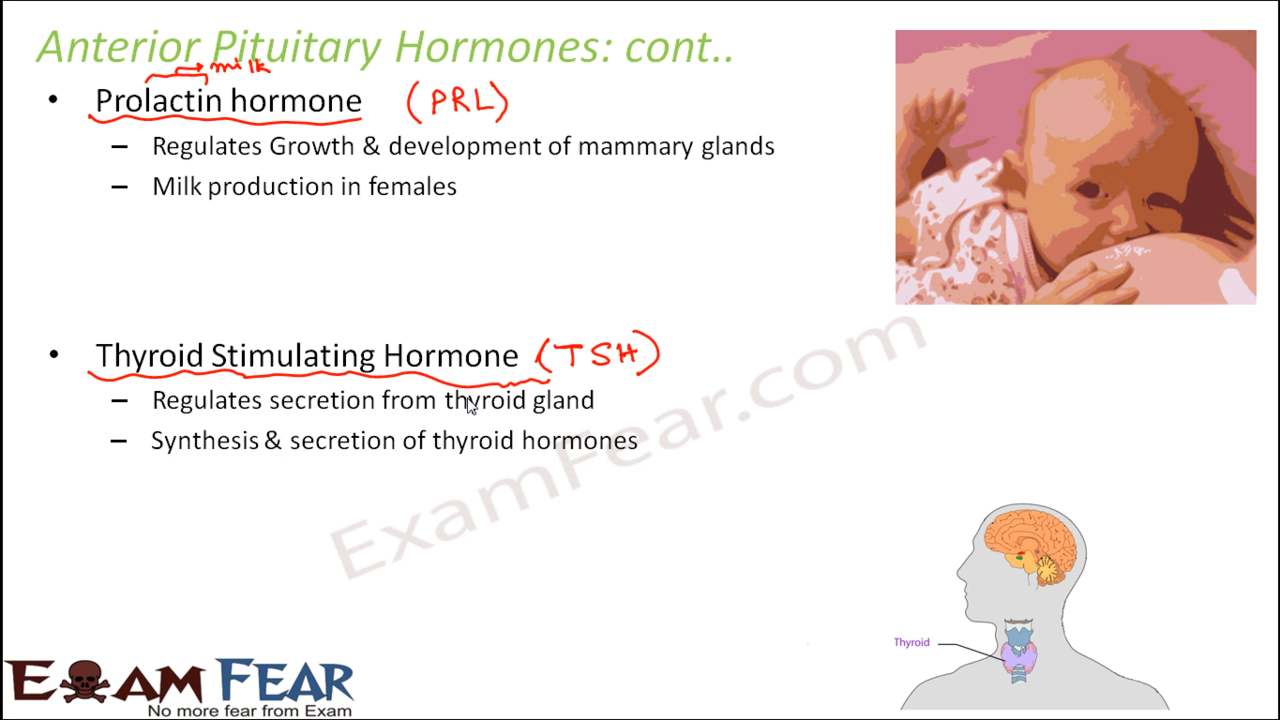 Anterior Pituitary Hormones: cont..
milk
• Prolactin hormone (PRL)
– Regulates Growth & development of mammary glands
– Milk production in females
• Thyroid Stimulating Hormone (TSH)
– Regulates secretion from thyroid gland
– Synthesis & secretion of thyroid hormones
ExamFear.com
Thyroid
EXAM FEAR
No more fear from Exam